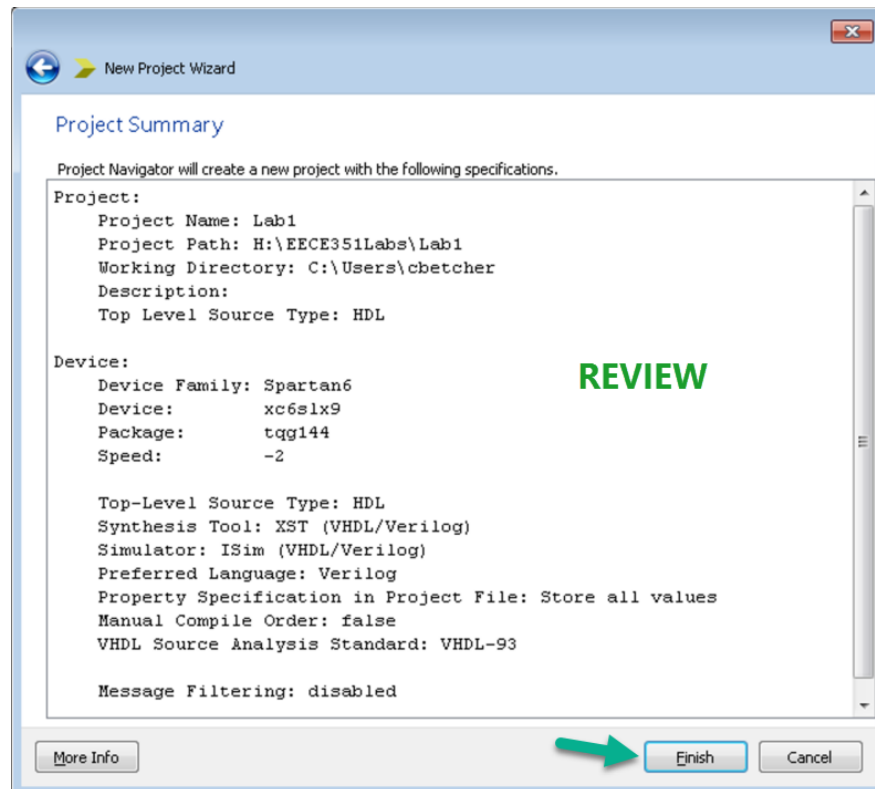 New Project Wizard
Project Summary
Project Navigator will create a new project with the following specifications.
Project:
Project Name: Lab1
Project Path: H:\EECE351Labs\Lab1
Working Directory: C:\Users\cbetcher
Description:
Top Level Source Type: HDL
Device:
Device Family: Spartan6
Device: xc6slx9
Package: tqg144
Speed: -2
REVIEW
Top-Level Source Type: HDL
Synthesis Tool: XST (VHDL/Verilog)
Simulator: ISim (VHDL/Verilog)
Preferred Language: Verilog
Property Specification in Project File: Store all values
Manual Compile Order: false
VHDL Source Analysis Standard: VHDL-93
Message Filtering: disabled
More Info
Finish
Cancel